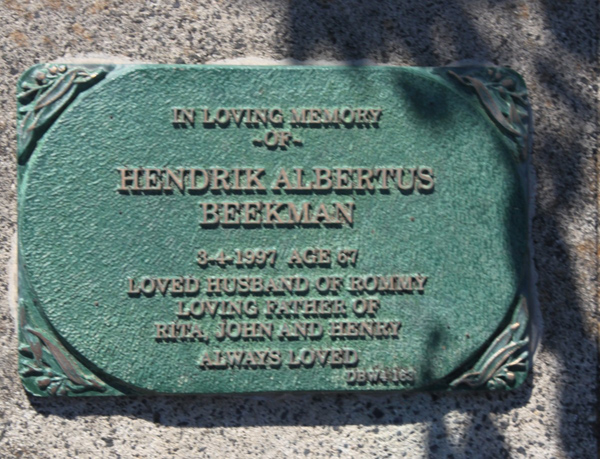 IN LOVING MEMORY
-OF-
HENDRIK ALBERTUS
BEEKMAN
3-4-1997 AGE 67
LOVED HUSBAND OF ROMMY
LOVING FATHER OF
RITA, JOHN AND HENRY
ALWAYS LOVED